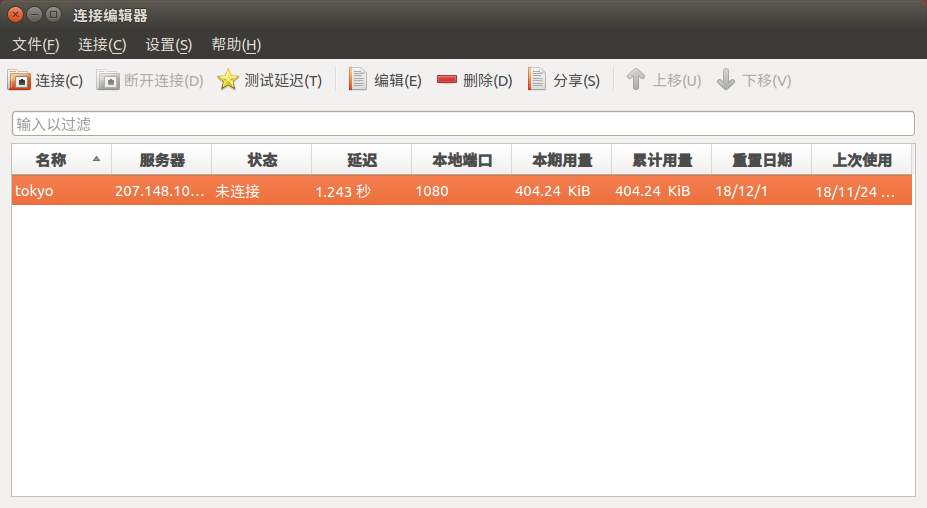 连接编辑器
文件(F) 连接(C) 设置(S) 帮助(H)
连接(C) 断开连接(D) 测试延迟(T) 编辑(E) 删除(D) 分享(S) 上移(U) 下移(V)
输入以过滤
名称 服务器 状态 延迟 本地端口 本期用量 累计用量 重置日期 上次使用
tokyo 207.148.10... 未连接 1.243 秒 1080 404.24 KiB 404.24 KiB 18/12/1 18/11/24 ...